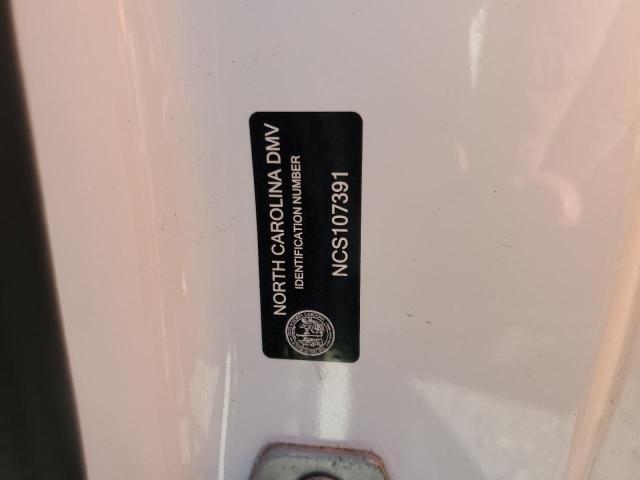 NORTH CAROLINA DMV
IDENTIFICATION NUMBER
NCS107391